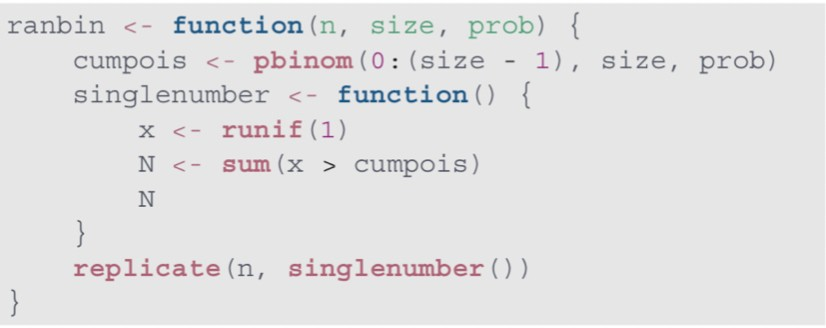 ranbin <- function(n, size, prob) {
    cumpois <- pbinom(0:(size - 1), size, prob)
    singlenumber <- function() {
        x <- runif(1)
        N <- sum(x > cumpois)
        N
    }
    replicate(n, singlenumber())
}